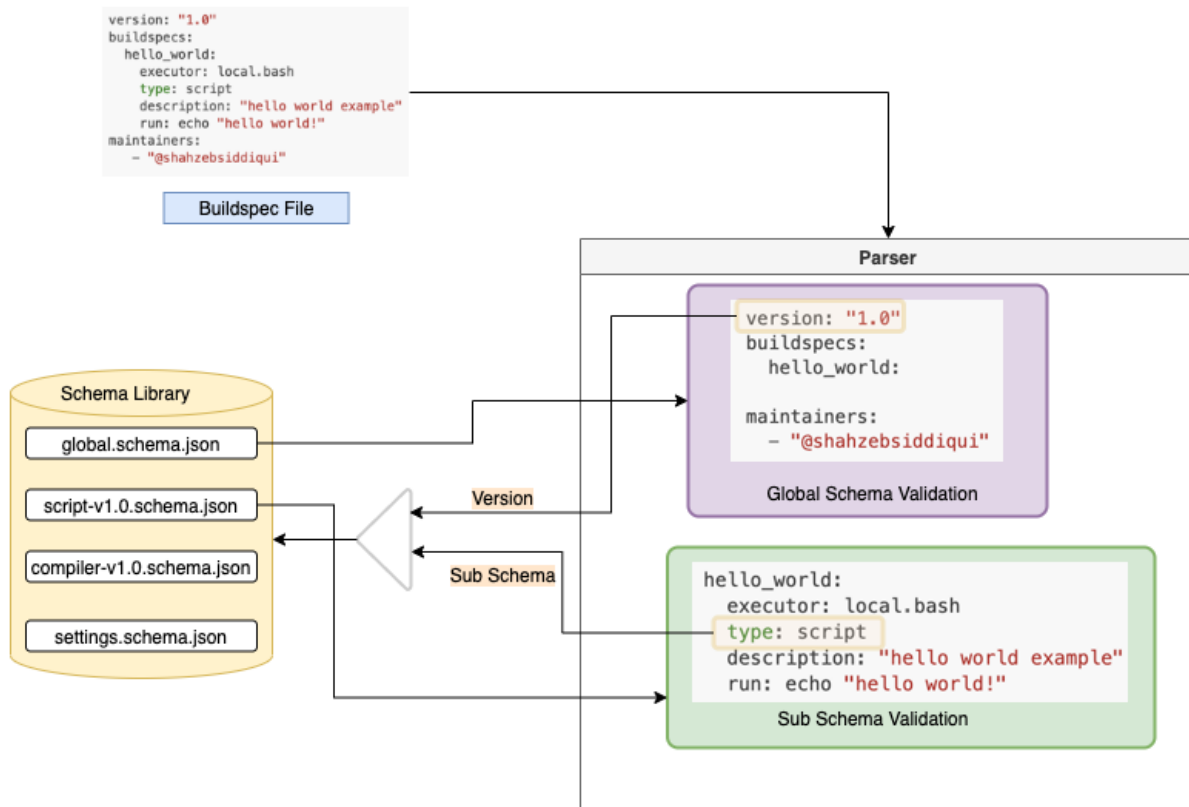 version: "1.0"
buildspecs:
  hello_world:
    executor: local.bash
    type: script
    description: "hello world example"
    run: echo "hello world!"
maintainers:
   - "@shahzebsiddiqui"
Buildspec File
Parser
version: "1.0"
buildspecs:
  hello_world:
maintainers:
  - "@shahzebsiddiqui"
Global Schema Validation
Schema Library
global.schema.json
script-v1.0.schema.json
compiler-v1.0.schema.json
settings.schema.json
Version
Sub Schema
hello_world:
  executor: local.bash
  type: script
  description: "hello world example"
  run: echo "hello world!"
Sub Schema Validation